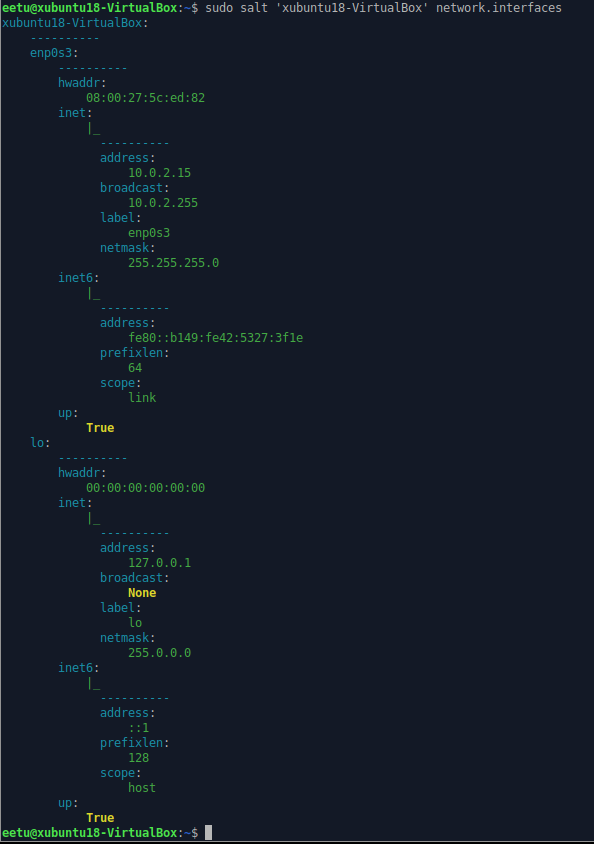 eetu@xubuntu18-VirtualBox:~$ sudo salt 'xubuntu18-VirtualBox' network.interfaces
xubuntu18-VirtualBox:
    ----------
    enp0s3:
        ----------
        hwaddr:
            08:00:27:5c:ed:82
        inet:
            |_
              ----------
              address:
                  10.0.2.15
              broadcast:
                  10.0.2.255
              label:
                  enp0s3
              netmask:
                  255.255.255.0
        inet6:
            |_
              ----------
              address:
                  fe80::b149:fe42:5327:3f1e
              prefixlen:
                  64
              scope:
                  link
        up:
            True
    lo:
        ----------
        hwaddr:
            00:00:00:00:00:00
        inet:
            |_
              ----------
              address:
                  127.0.0.1
              broadcast:
                  None
              label:
                  lo
              netmask:
                  255.0.0.0
        inet6:
            |_
              ----------
              address:
                  ::1
              prefixlen:
                  128
              scope:
                  host
        up:
            True
eetu@xubuntu18-VirtualBox:~$